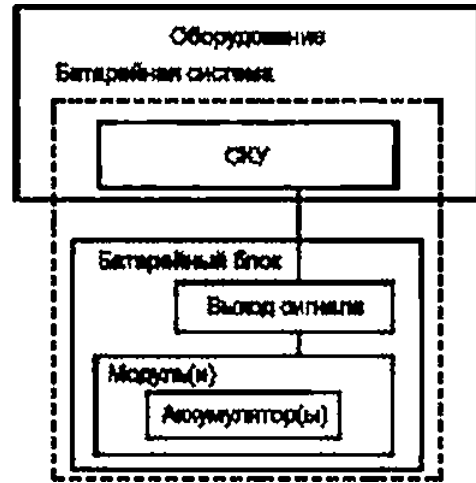 Оборудование
Батарейная система
СКУ
Батарейный блок
Выход сигнала
Модуль(и)
Аккумулятор(ы)